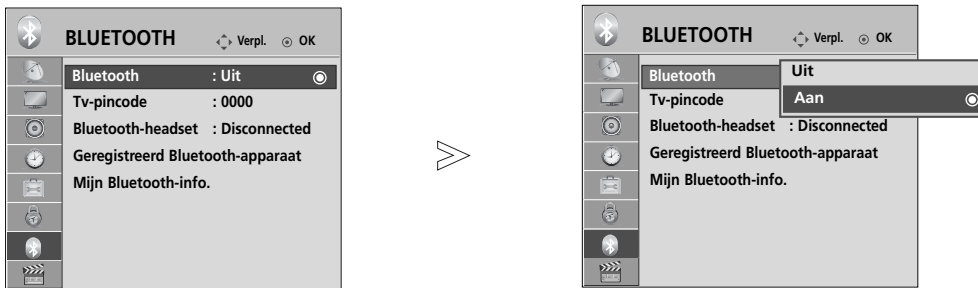 BLUETOOTH Verpl. OK
Bluetooth : Uit
Tv-pincode : 0000
Bluetooth-headset : Disconnected
Geregistreerd Bluetooth-apparaat
Mijn Bluetooth-info.
BLUETOOTH Verpl. OK
Bluetooth
Uit
Aan
Tv-pincode
Bluetooth-headset : Disconnected
Geregistreerd Bluetooth-apparaat
Mijn Bluetooth-info.